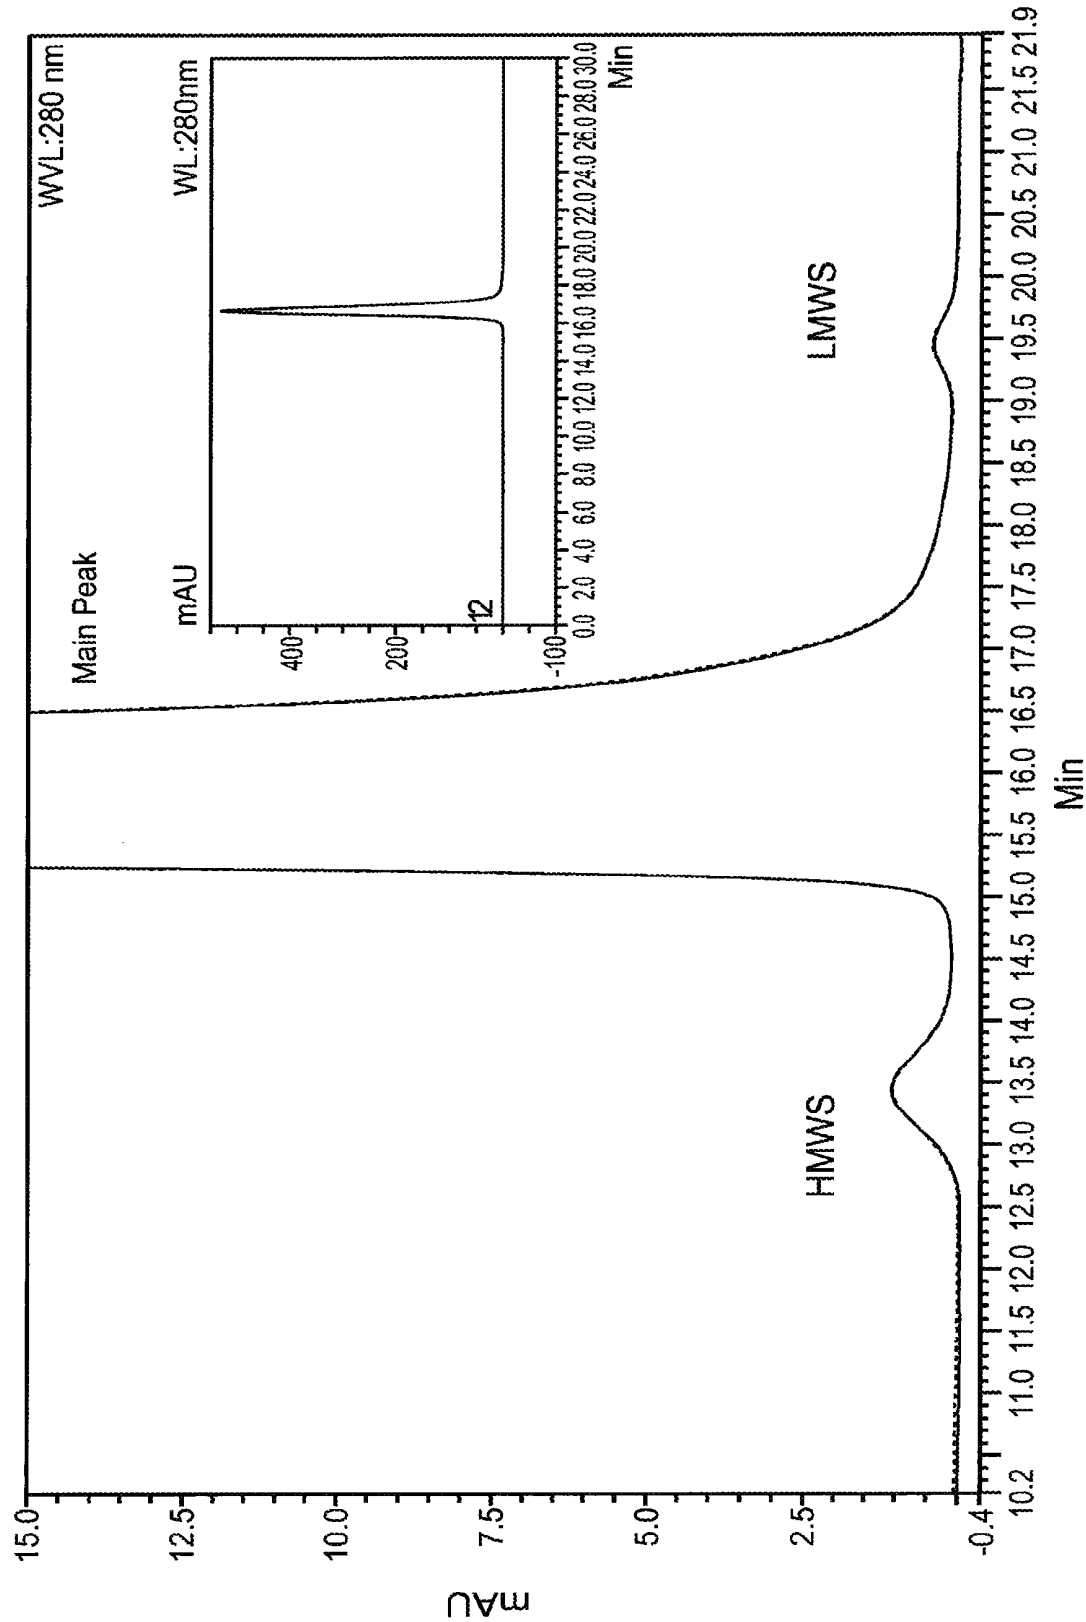 WVL:280 nm
Main Peak
mAU
WL:280nm
400
200
-100
12
0.0 2.0 4.0 6.0 8.0 10.0 12.0 14.0 16.0 18.0 20.0 22.0 24.0 26.0 28.0 30.0
Min
15.0
12.5
10.0
7.5
5.0
2.5
-0.4
mAU
HMWS
LMWS
10.2 11.0 11.5 12.0 12.5 13.0 13.5 14.0 14.5 15.0 15.5 16.0 16.5 17.0 17.5 18.0 18.5 19.0 19.5 20.0 20.5 21.0 21.5 21.9
Min